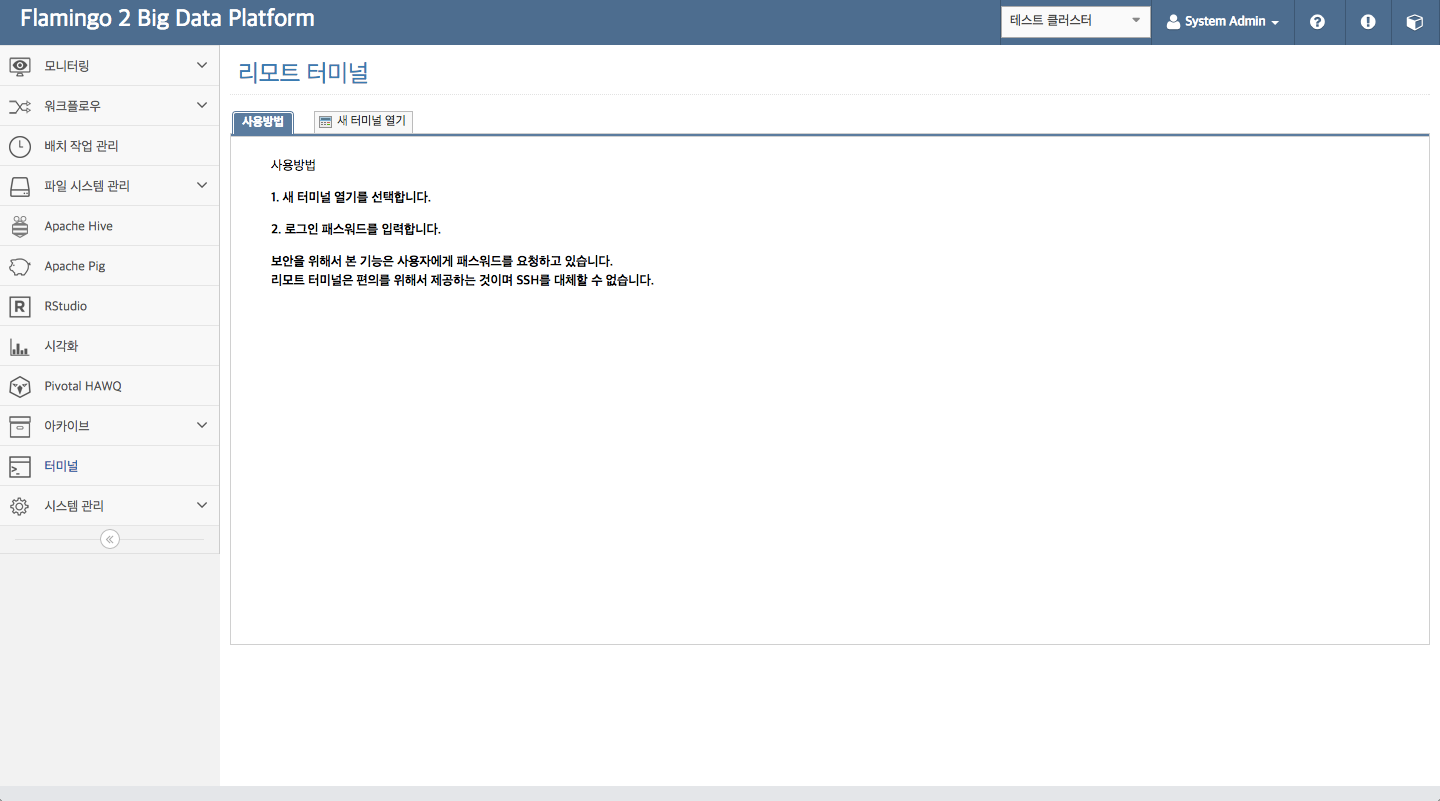 Flamingo 2 Big Data Platform
테스트 클러스터
System Admin
모니터링
워크플로우
배치 작업 관리
파일 시스템 관리
Apache Hive
Apache Pig
RStudio
시각화
Pivotal HAWQ
아카이브
터미널
시스템 관리
리모트 터미널
사용방법
새 터미널 열기
사용방법
1. 새 터미널 열기를 선택합니다.
2. 로그인 패스워드를 입력합니다.
보안을 위해서 본 기능은 사용자에게 패스워드를 요청하고 있습니다.
리모트 터미널은 편의를 위해서 제공하는 것이며 SSH를 대체할 수 없습니다.